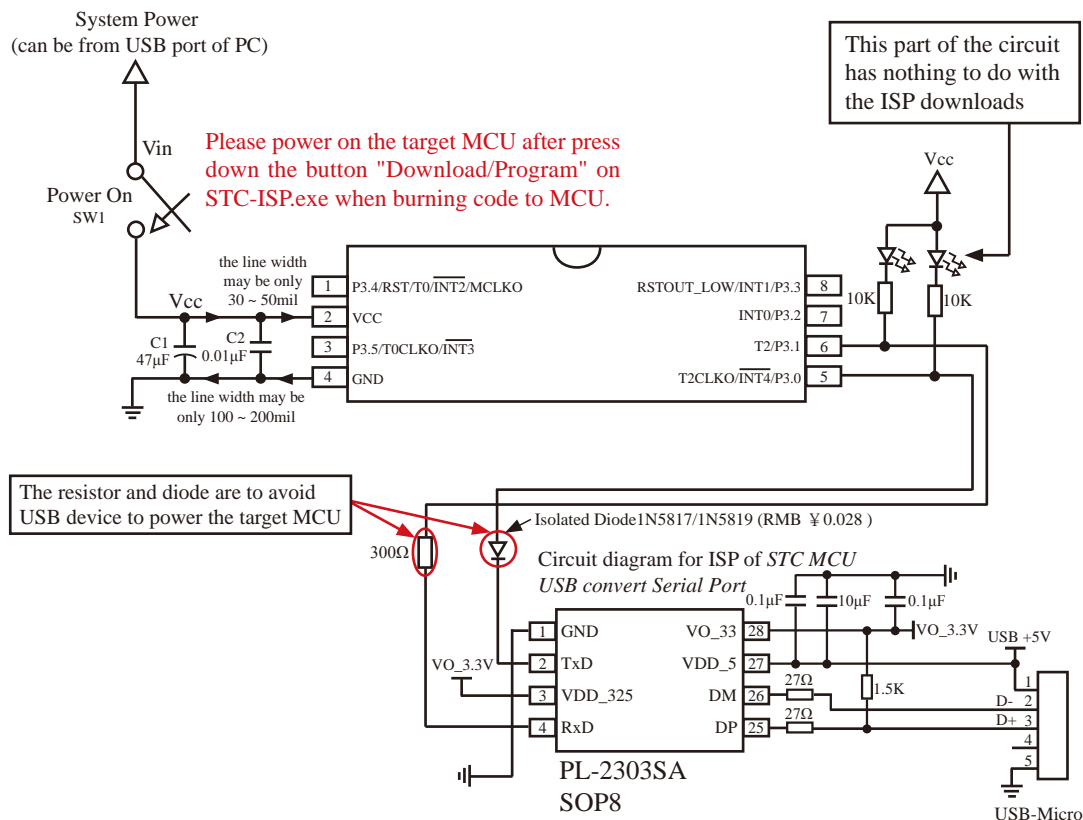 System Power
(can be from USB port of PC)
Vin
Power On
SW1
Please power on the target MCU after press
down the button "Download/Program" on
STC-ISP.exe when burning code to MCU.
This part of the circuit
has nothing to do with
the ISP downloads
Vcc
10K
10K
the line width
may be only
30 ~ 50mil
Vcc
C1
47μF
C2
0.01μF
the line width may be
only 100 ~ 200mil
1 P3.4/RST/T0/INT2/MCLKO
2 VCC
3 P3.5/T0CLKO/INT3
4 GND
RSTOUT_LOW/INT1/P3.3 8
INT0/P3.2 7
T2/P3.1 6
T2CLKO/INT4/P3.0 5
The resistor and diode are to avoid
USB device to power the target MCU
300Ω
Isolated Diode1N5817/1N5819 (RMB ¥0.028 )
Circuit diagram for ISP of STC MCU
USB convert Serial Port
0.1μF
10μF
0.1μF
VO_3.3V
1 GND
2 TxD
3 VDD_325
4 RxD
VO_33 28
VDD_5 27
DM 26
DP 25
VO_3.3V
USB +5V
27Ω
27Ω
1.5K
D-
D+
1
2
3
4
5
PL-2303SA
SOP8
USB-Micro